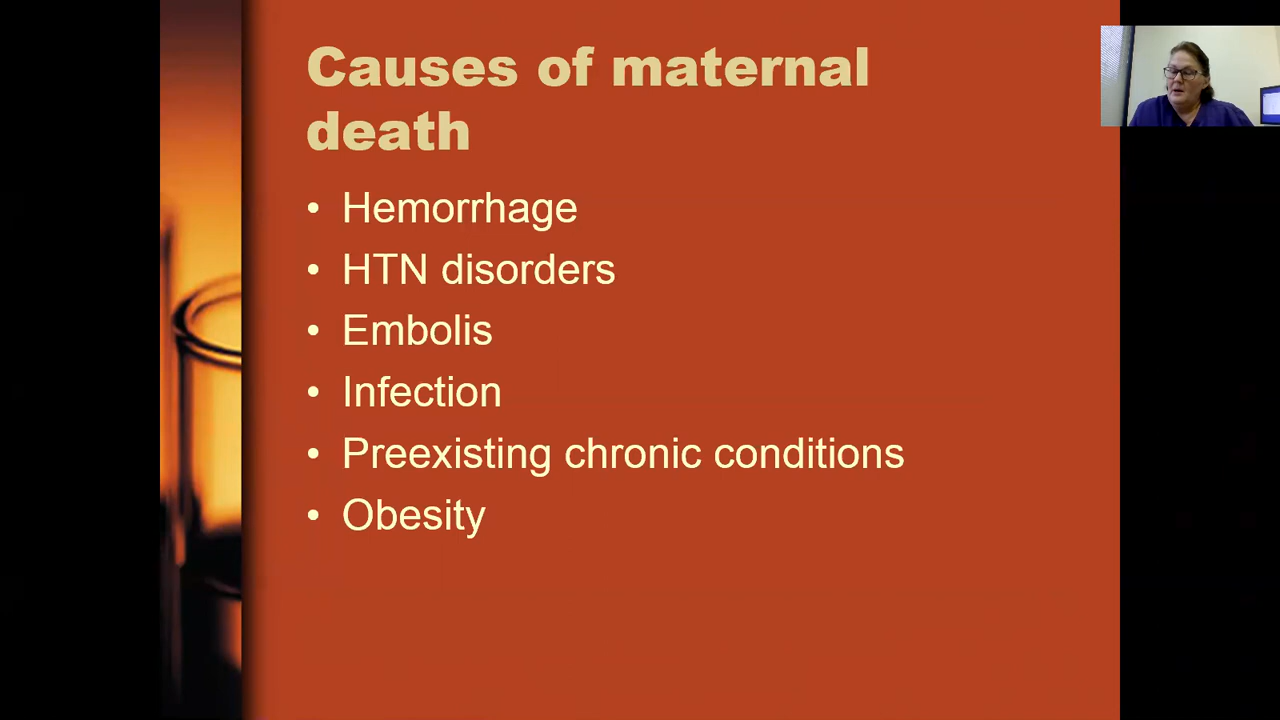 Causes of maternal
death
• Hemorrhage
• HTN disorders
• Embolis
• Infection
• Preexisting chronic conditions
• Obesity